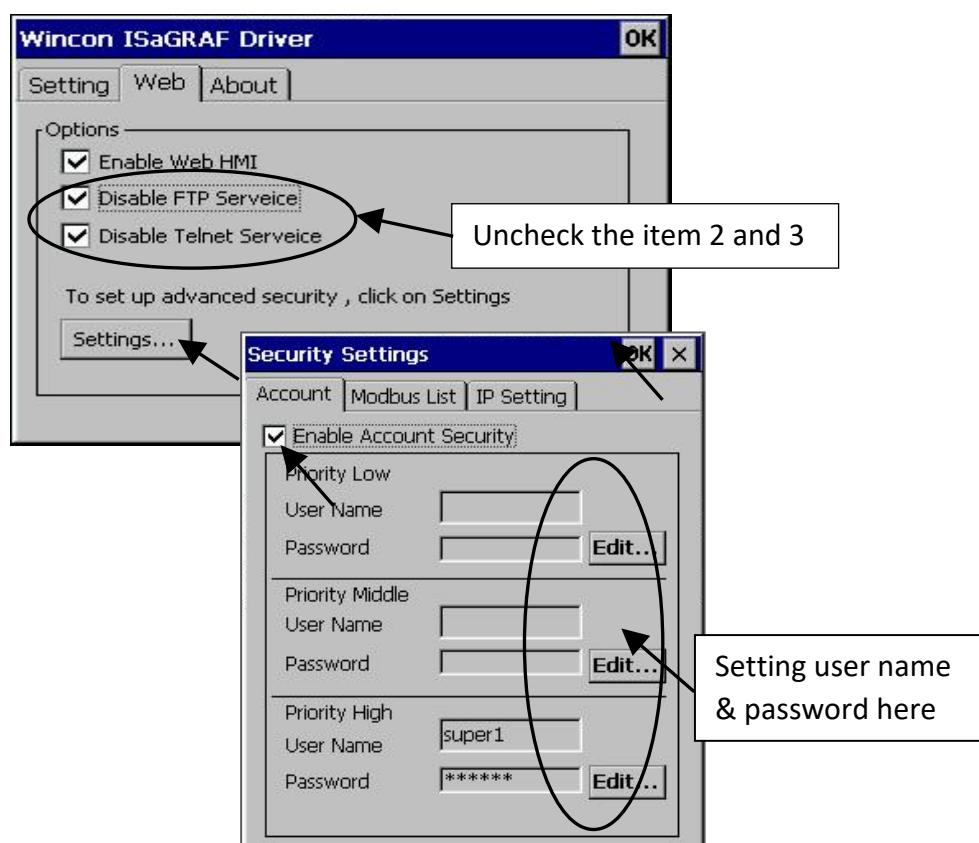 Wincon ISaGRAF Driver OK
Setting Web About
Options
Enable Web HMI
Disable FTP Serveice
Disable Telnet Serveice
Uncheck the item 2 and 3
To set up advanced security , click on Settings
Settings...
Security Settings OK ×
Account Modbus List IP Setting
Enable Account Security
Priority Low
User Name
Password Edit...
Priority Middle
User Name
Password Edit...
Setting user name
& password here
Priority High
User Name super1
Password ****** Edit...